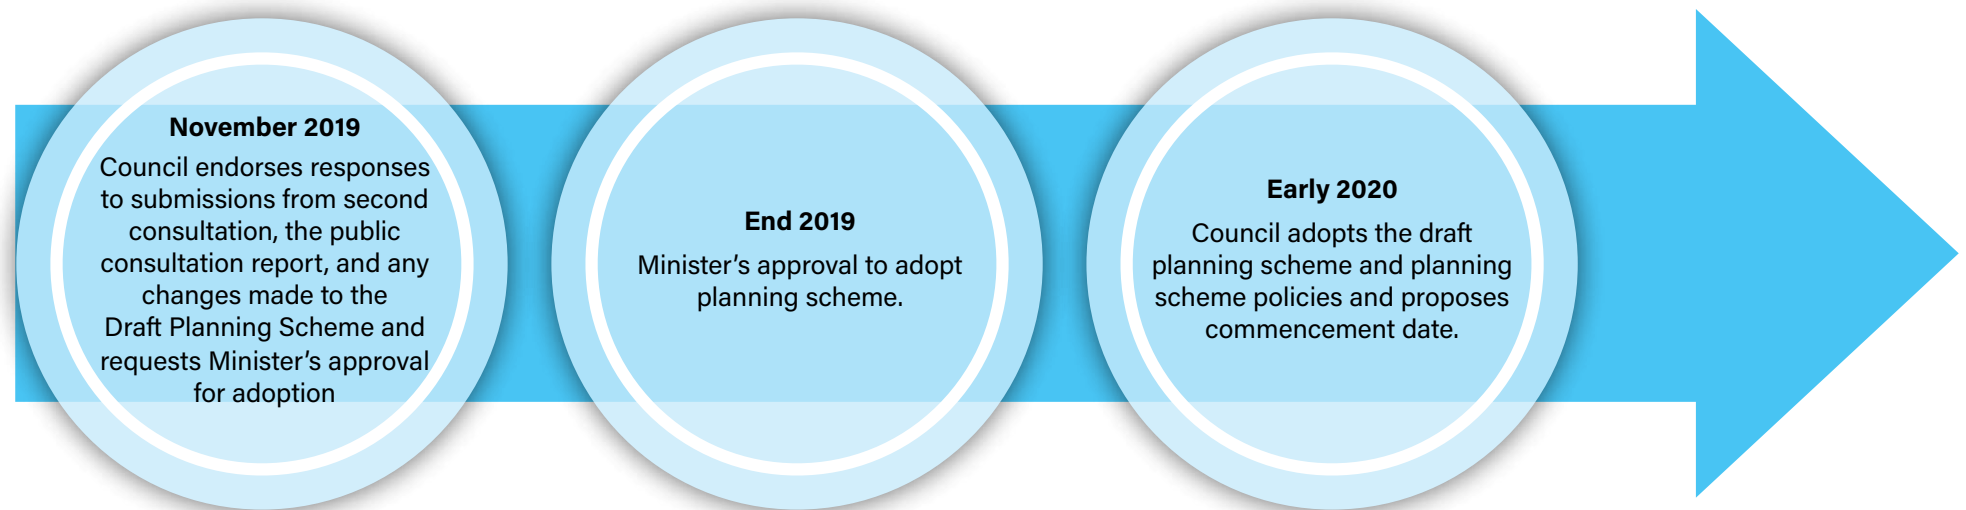 November 2019
Council endorses responses
to submissions from second
consultation, the public
consultation report, and any
changes made to the
Draft Planning Scheme and
requests Minister’s approval
for adoption
End 2019
Minister’s approval to adopt
planning scheme.
Early 2020
Council adopts the draft
planning scheme and planning
scheme policies and proposes
commencement date.